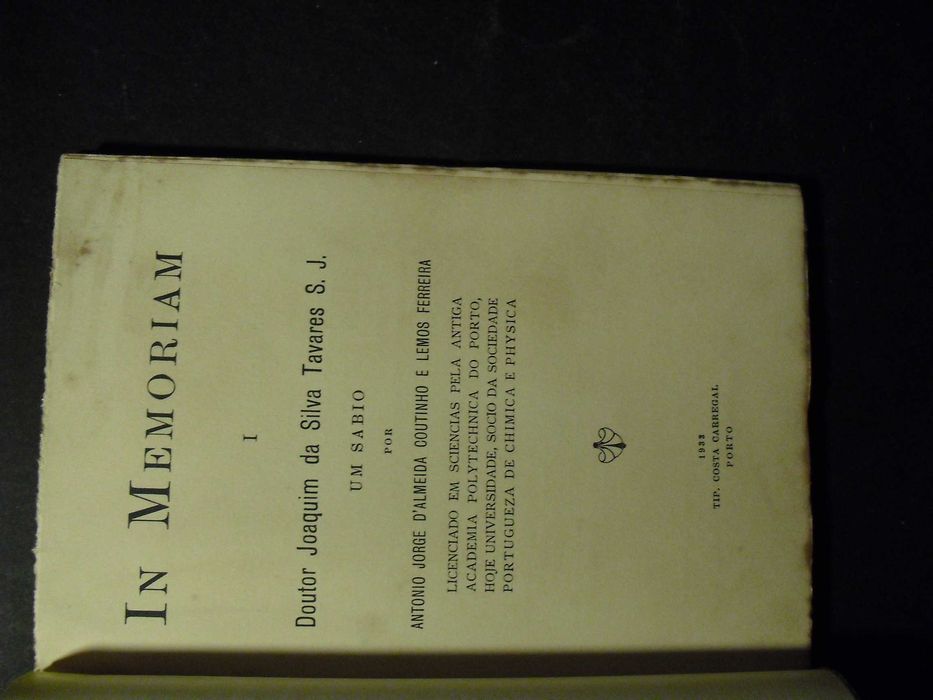 IN MEMORIAM
I
Doutor Joaquim da Silva Tavares S. J.
UM SABIO
POR
ANTONIO JORGE D'ALMEIDA COUTINHO E LEMOS FERREIRA
LICENCIADO EM SCIENCIAS PELA ANTIGA
ACADEMIA POLYTECHNICA DO PORTO,
HOJE UNIVERSIDADE, SOCIO DA SOCIEDADE
PORTUGUEZA DE CHIMICA E PHYSICA
1933
TIP. COSTA CARREGAL
PORTO